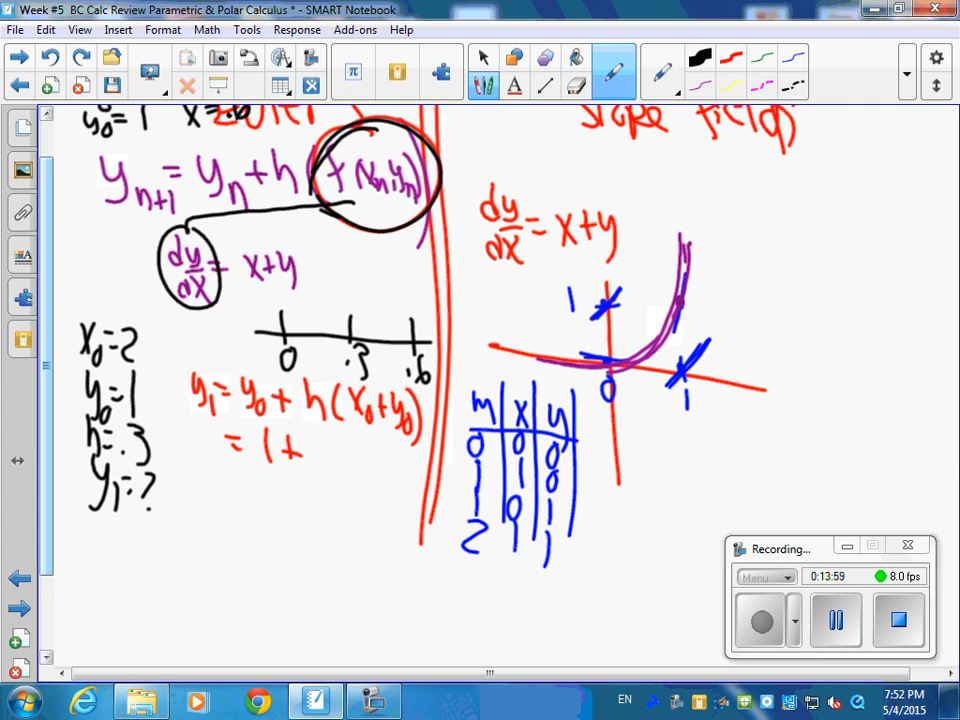 Week #5 BC Calc Review Parametric & Polar Calculus * - SMART Notebook
File Edit View Insert Format Math Tools Response Add-ons Help
y₀ = 1
yₙ₊₁ = yₙ + h (f(xₙ, yₙ))
dy/dx = x+y
0 .3 .6
x₀ = 2
y₀ = 1
h = .3
y₁ = ?
y₁ = y₀ + h(x₀+y₀)
= 1+
slope field
dy/dx = x+y
1
0 1
m x y
0 0 0
1 1 0
1 0 1
2 1 1
Recording...
Menu 0:13:59 8.0 fps
EN
7:52 PM
5/4/2015